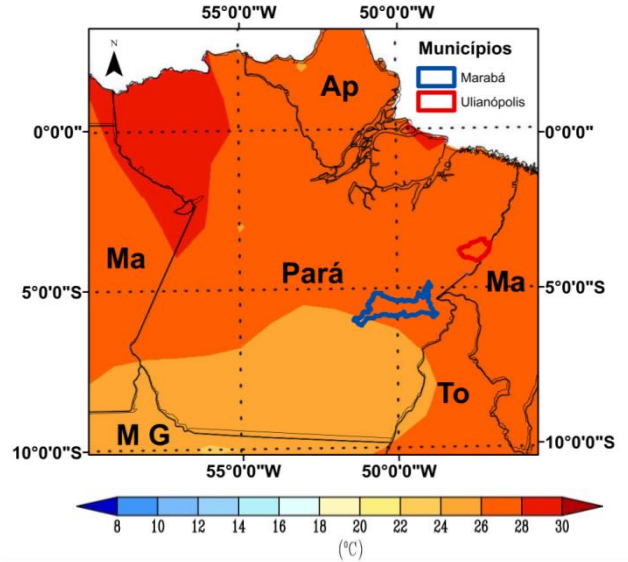 55°0'0"W 50°0'0"W
N
Municípios
Marabá
Ulianópolis
Ap
0°0'0" 0°0'0"
Ma Pará Ma
5°0'0"S 5°0'0"S
To
M G
10°0'0"S 10°0'0"S
55°0'0"W 50°0'0"W
8 10 12 14 16 18 20 22 24 26 28 30
(°C)